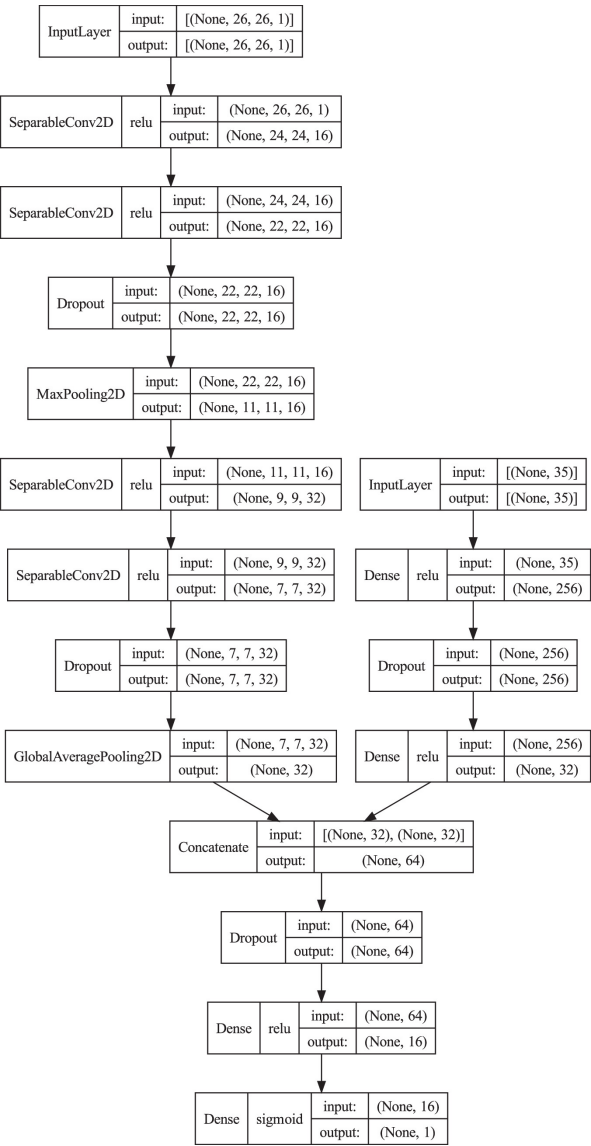 InputLayer input: [(None, 26, 26, 1)]
output: [(None, 26, 26, 1)]
SeparableConv2D relu input: (None, 26, 26, 1)
output: (None, 24, 24, 16)
SeparableConv2D relu input: (None, 24, 24, 16)
output: (None, 22, 22, 16)
Dropout input: (None, 22, 22, 16)
output: (None, 22, 22, 16)
MaxPooling2D input: (None, 22, 22, 16)
output: (None, 11, 11, 16)
SeparableConv2D relu input: (None, 11, 11, 16)
output: (None, 9, 9, 32)
InputLayer input: [(None, 35)]
output: [(None, 35)]
SeparableConv2D relu input: (None, 9, 9, 32)
output: (None, 7, 7, 32)
Dense relu input: (None, 35)
output: (None, 256)
Dropout input: (None, 7, 7, 32)
output: (None, 7, 7, 32)
Dropout input: (None, 256)
output: (None, 256)
GlobalAveragePooling2D input: (None, 7, 7, 32)
output: (None, 32)
Dense relu input: (None, 256)
output: (None, 32)
Concatenate input: [(None, 32), (None, 32)]
output: (None, 64)
Dropout input: (None, 64)
output: (None, 64)
Dense relu input: (None, 64)
output: (None, 16)
Dense sigmoid input: (None, 16)
output: (None, 1)